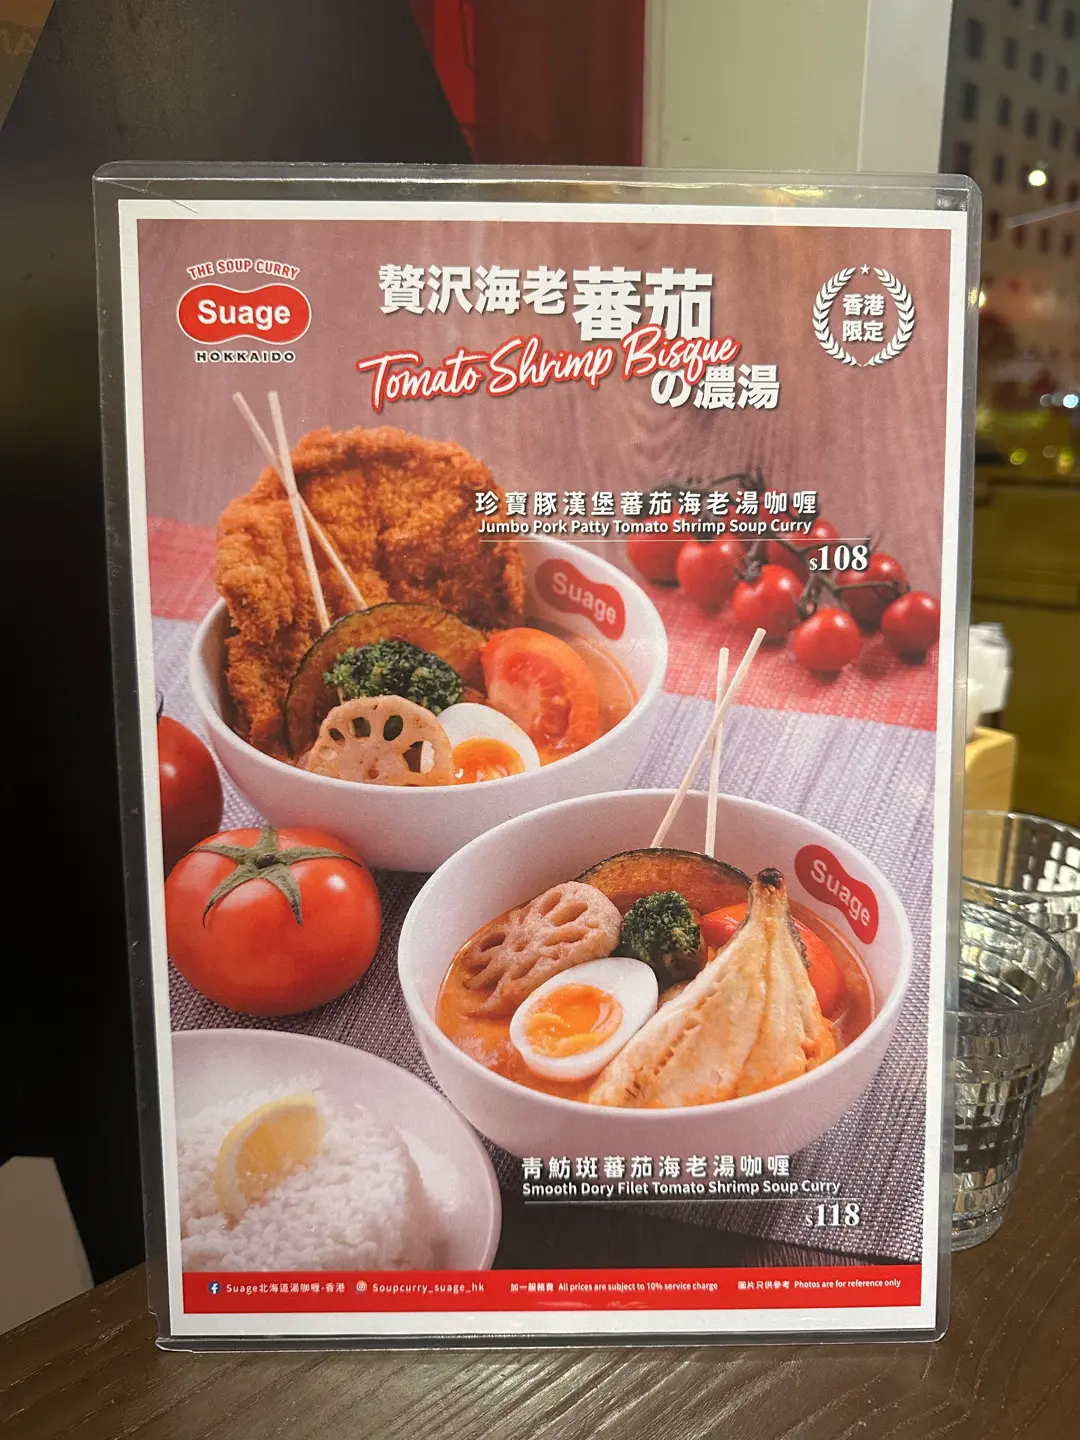 THE SOUP CURRY
Suage
HOKKAIDO
贅沢海老蕃茄
Tomato Shrimp Bisque
の濃湯
香港
限定
珍寶豚漢堡蕃茄海老湯咖喱
Jumbo Pork Patty Tomato Shrimp Soup Curry
$108
Suage
Suage
青魴斑蕃茄海老湯咖喱
Smooth Dory Filet Tomato Shrimp Soup Curry
$118
Suage北海道湯咖喱-香港 Soupcurry_suage_hk 加一服務費 All prices are subject to 10% service charge 圖片只供參考 Photos are for reference only